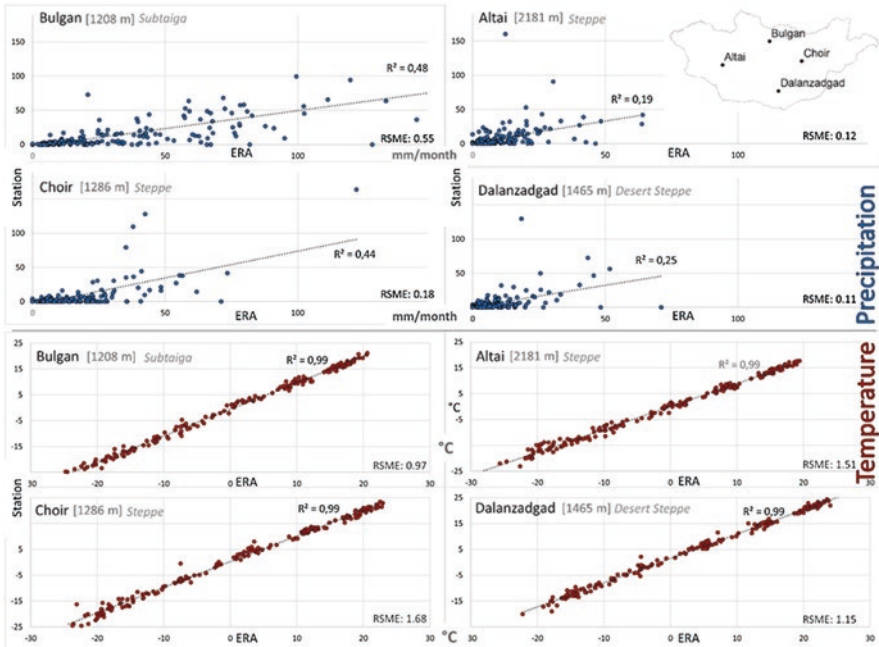 Bulgan [1208 m] Subtaiga
150
100
50
0
R² = 0,48
RSME: 0.55
0 50 100
ERA
mm/month
Altai [2181 m] Steppe
150
100
50
0
R² = 0,19
RSME: 0.12
0 100
ERA
Bulgan
Altai
Choir
Dalanzadgad
Station
Choir [1286 m] Steppe
150
100
50
0
R² = 0,44
RSME: 0.18
0 50 100
ERA
mm/month
Dalanzadgad [1465 m] Desert Steppe
100
50
0
R² = 0,25
RSME: 0.11
0 50 100
ERA
Precipitation
Bulgan [1208 m] Subtaiga
25
15
5
-5
-15
-25
R² = 0,99
RSME: 0.97
-30 -20 -10 0 10 20 30
°C
Altai [2181 m] Steppe
25
15
5
°C
-5
-15
-25
R² = 0,99
RSME: 1.51
-30 -20 -10 0 10 20 30
Station
Choir [1286 m] Steppe
25
15
5
-5
-15
-25
R² = 0,99
RSME: 1.68
-30 -20 -10 0 10 20 30
ERA
°C
Dalanzadgad [1465 m] Desert Steppe
25
15
5
-5
-15
-25
R² = 0,99
RSME: 1.15
-30 -20 -10 0 10 20 30
ERA
Temperature